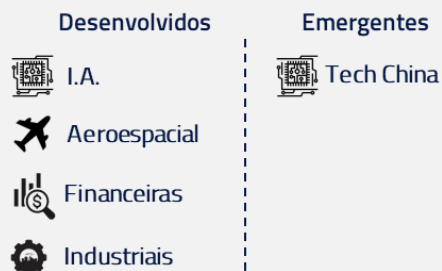 Desenvolvidos
I.A.
Aeroespacial
Financeiras
Industriais
Emergentes
Tech China